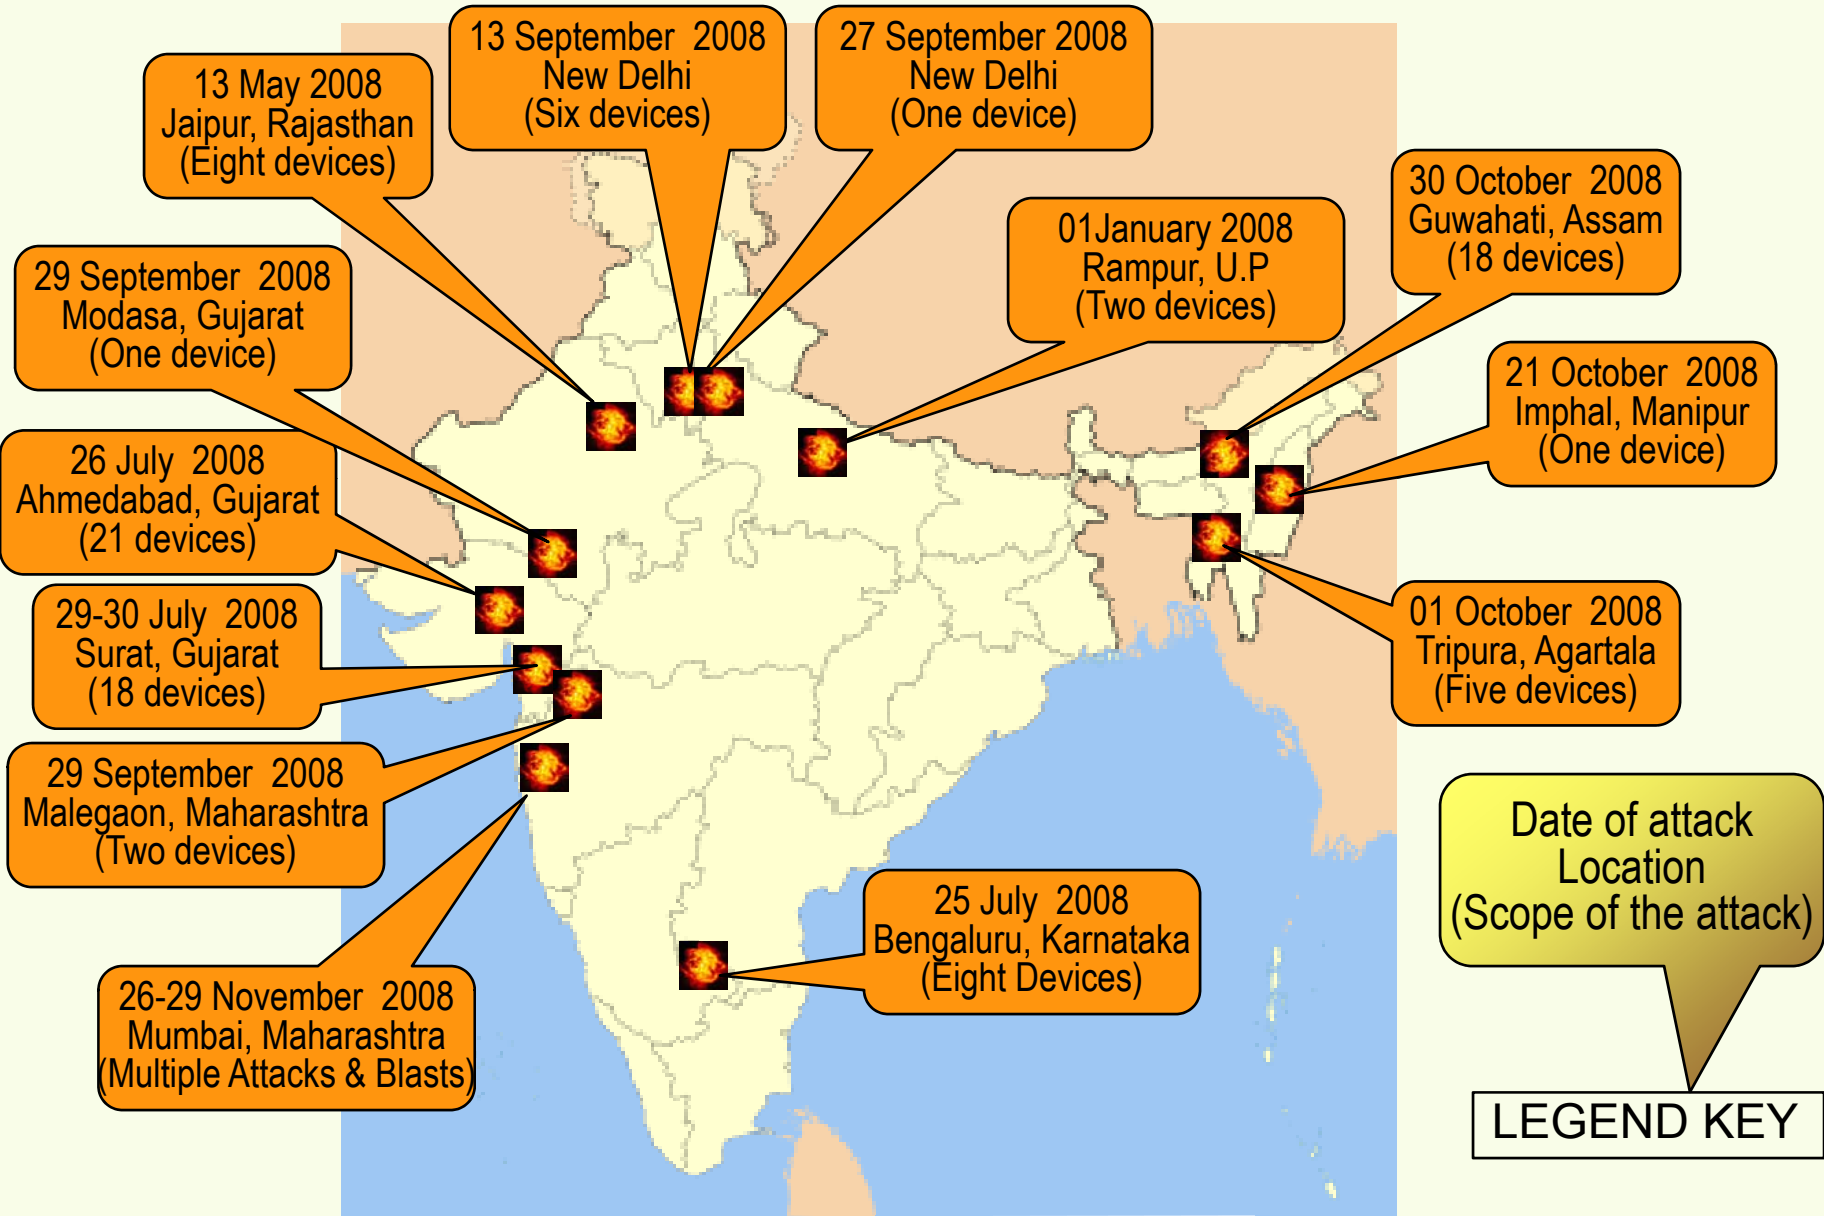 13 September 2008
New Delhi
(Six devices)
27 September 2008
New Delhi
(One device)
13 May 2008
Jaipur, Rajasthan
(Eight devices)
30 October 2008
Guwahati, Assam
(18 devices)
01January 2008
Rampur, U.P
(Two devices)
29 September 2008
Modasa, Gujarat
(One device)
21 October 2008
Imphal, Manipur
(One device)
26 July 2008
Ahmedabad, Gujarat
(21 devices)
29-30 July 2008
Surat, Gujarat
(18 devices)
01 October 2008
Tripura, Agartala
(Five devices)
29 September 2008
Malegaon, Maharashtra
(Two devices)
Date of attack
Location
(Scope of the attack)
25 July 2008
Bengaluru, Karnataka
(Eight Devices)
26-29 November 2008
Mumbai, Maharashtra
(Multiple Attacks & Blasts)
LEGEND KEY